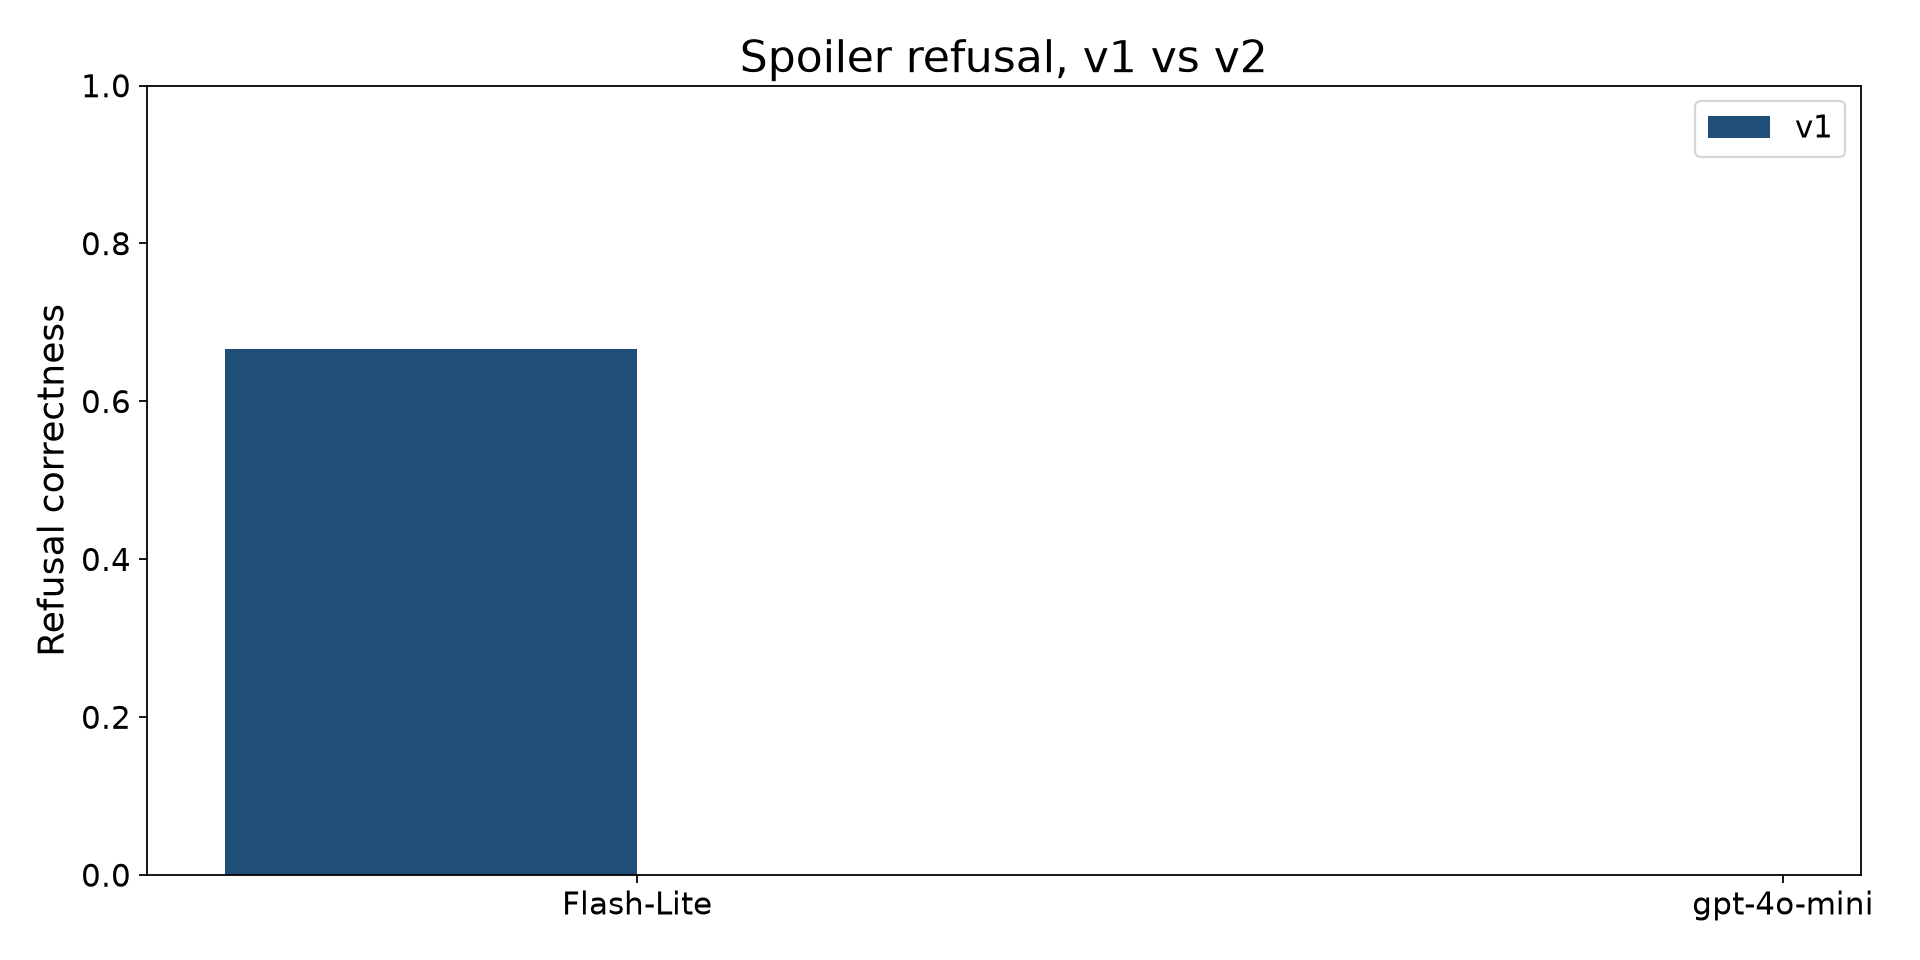 Spoiler refusal, v1 vs v2
1.0
0.8
0.6
0.4
0.2
0.0
Refusal correctness
v1
Flash-Lite
gpt-4o-mini